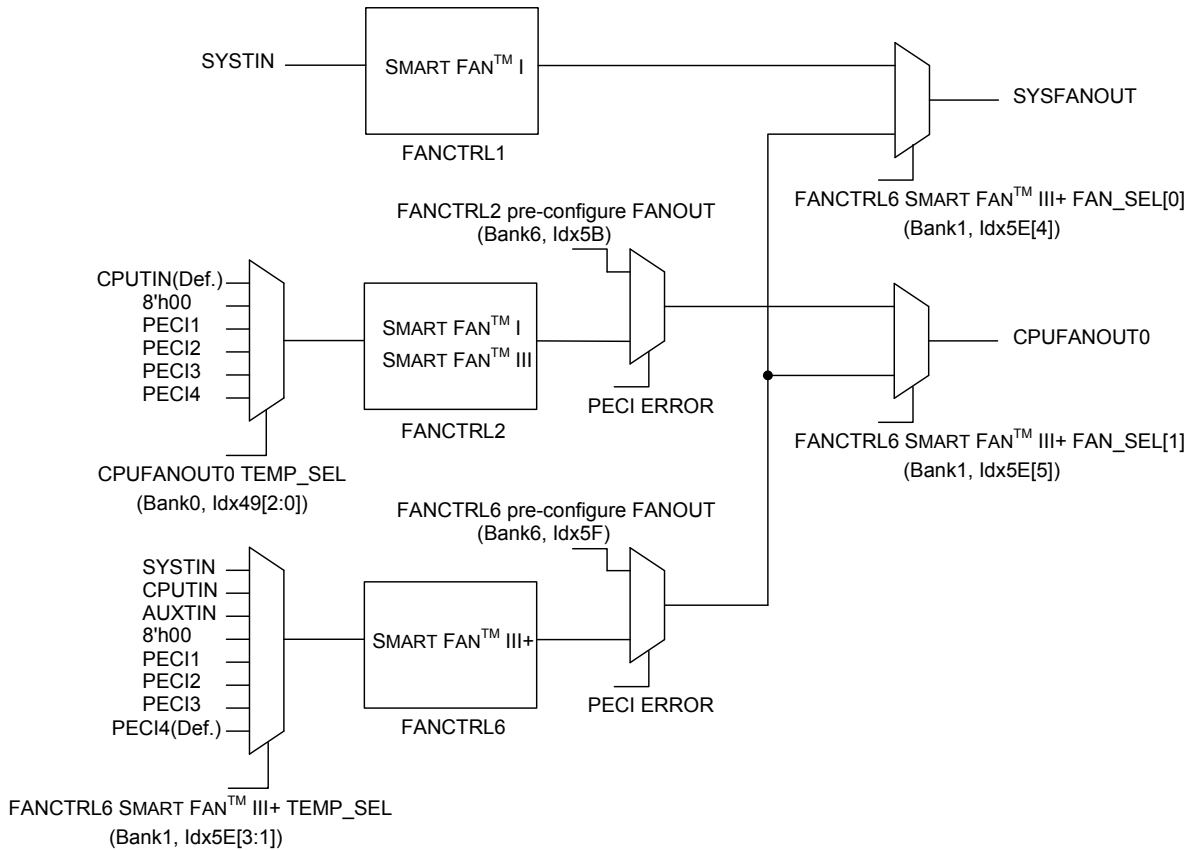 SYSTIN
SMART FAN™ I
FANCTRL1
SYSFANOUT
FANCTRL6 SMART FAN™ III+ FAN_SEL[0]
(Bank1, Idx5E[4])
FANCTRL2 pre-configure FANOUT
(Bank6, Idx5B)
CPUTIN(Def.)
8'h00
PECI1
PECI2
PECI3
PECI4
SMART FAN™ I
SMART FAN™ III
FANCTRL2
PECI ERROR
CPUFANOUT0
FANCTRL6 SMART FAN™ III+ FAN_SEL[1]
(Bank1, Idx5E[5])
CPUFANOUT0 TEMP_SEL
(Bank0, Idx49[2:0])
FANCTRL6 pre-configure FANOUT
(Bank6, Idx5F)
SYSTIN
CPUTIN
AUXTIN
8'h00
PECI1
PECI2
PECI3
PECI4(Def.)
SMART FAN™ III+
FANCTRL6
PECI ERROR
FANCTRL6 SMART FAN™ III+ TEMP_SEL
(Bank1, Idx5E[3:1])